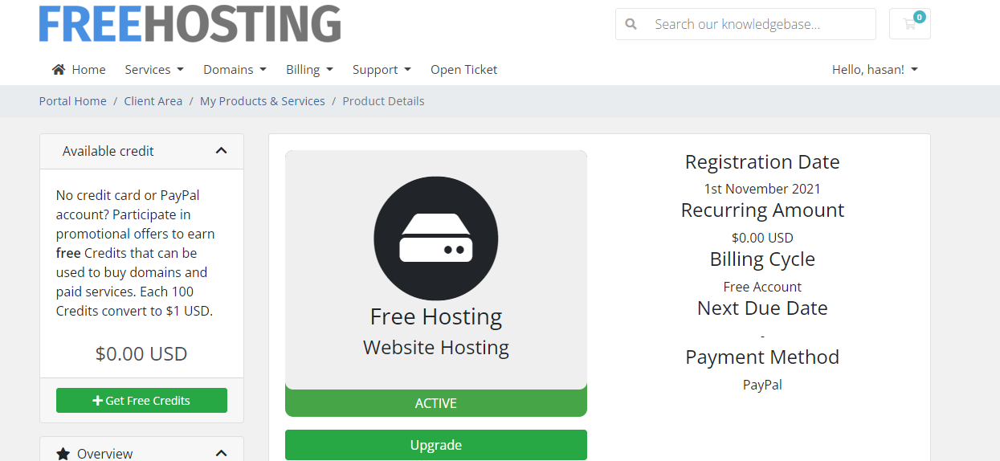 FREEHOSTING
Search our knowledgebase...
0
Home Services Domains Billing Support Open Ticket Hello, hasan!
Portal Home / Client Area / My Products & Services / Product Details
Available credit
No credit card or PayPal
account? Participate in
promotional offers to earn
free Credits that can be
used to buy domains and
paid services. Each 100
Credits convert to $1 USD.
$0.00 USD
Get Free Credits
Overview
Free Hosting
Website Hosting
ACTIVE
Upgrade
Registration Date
1st November 2021
Recurring Amount
$0.00 USD
Billing Cycle
Free Account
Next Due Date
-
Payment Method
PayPal